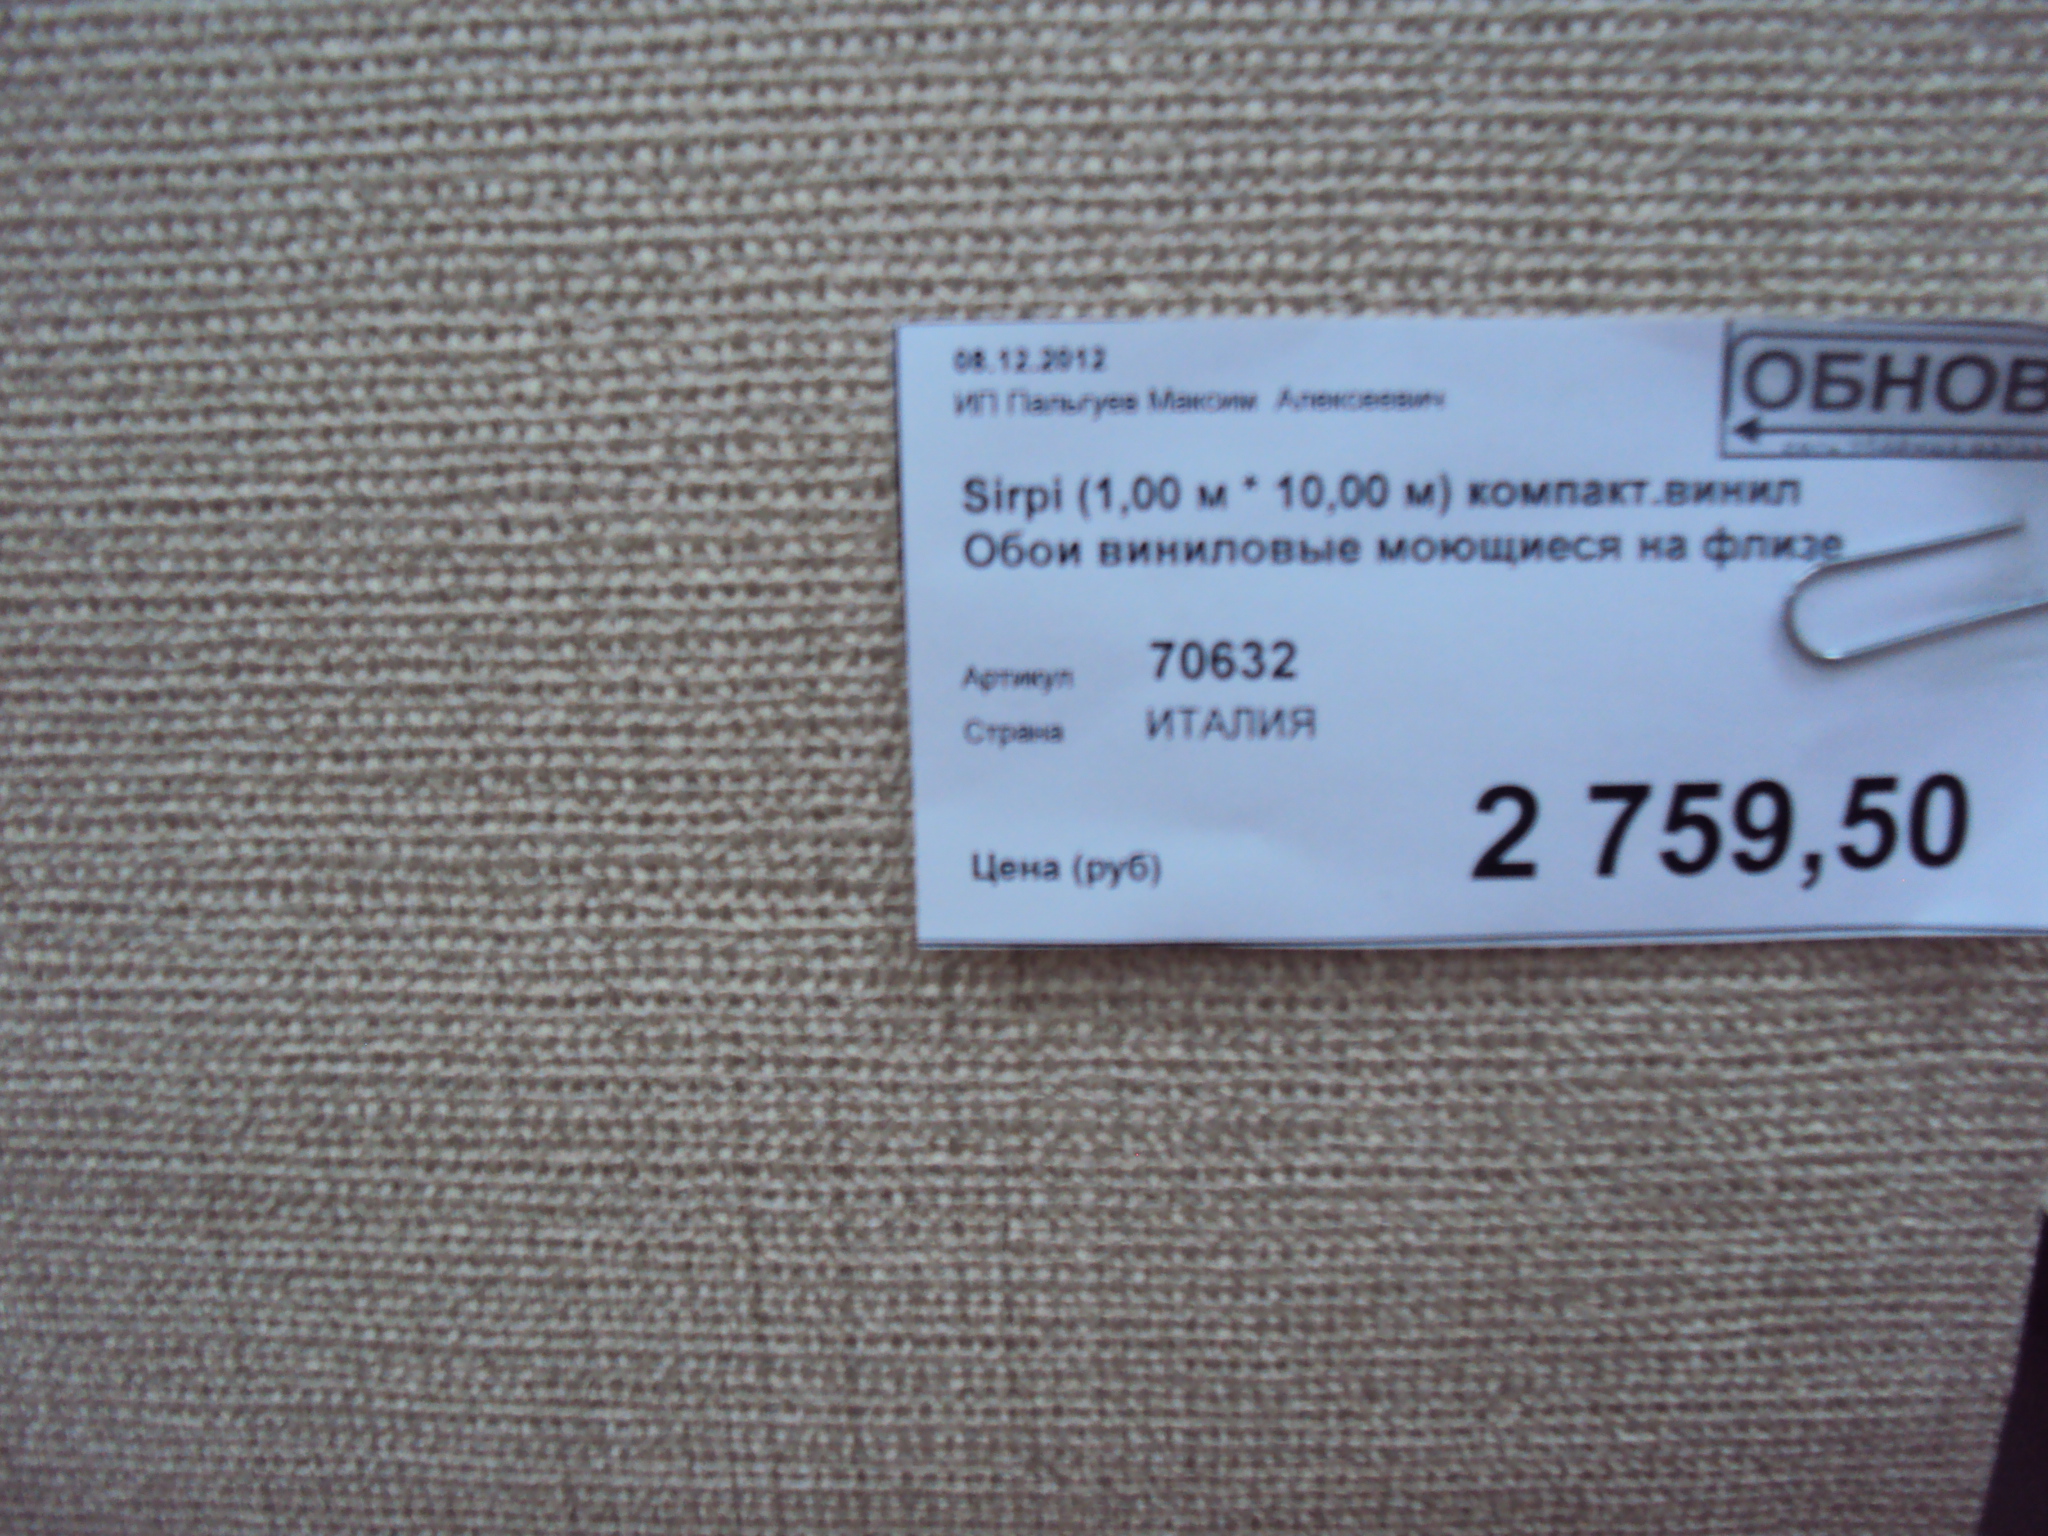 08.12.2012
ИП Пальгуев Максим Алексеевич
ОБНОВ
Sirpi (1,00 м * 10,00 м) компакт.винил
Обои виниловые моющиеся на флизе
Артикул 70632
Страна ИТАЛИЯ
Цена (руб) 2 759,50